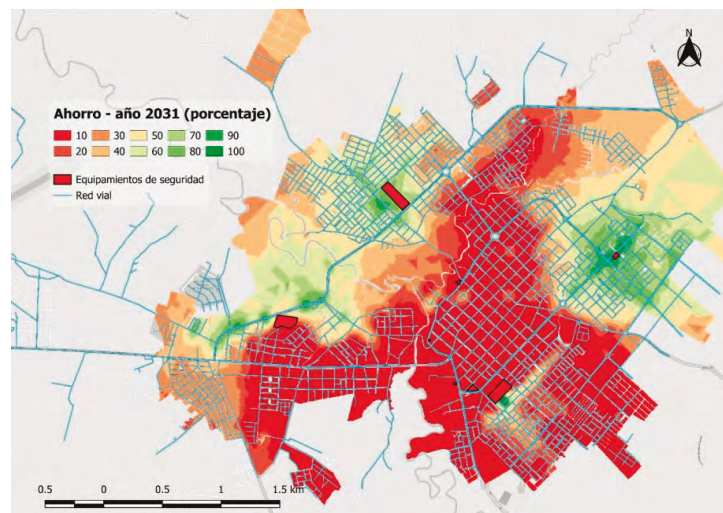 N
Ahorro - año 2031 (porcentaje)
10 30 50 70 90
20 40 60 80 100
Equipamientos de seguridad
Red vial
0.5 0 0.5 1 1.5 km